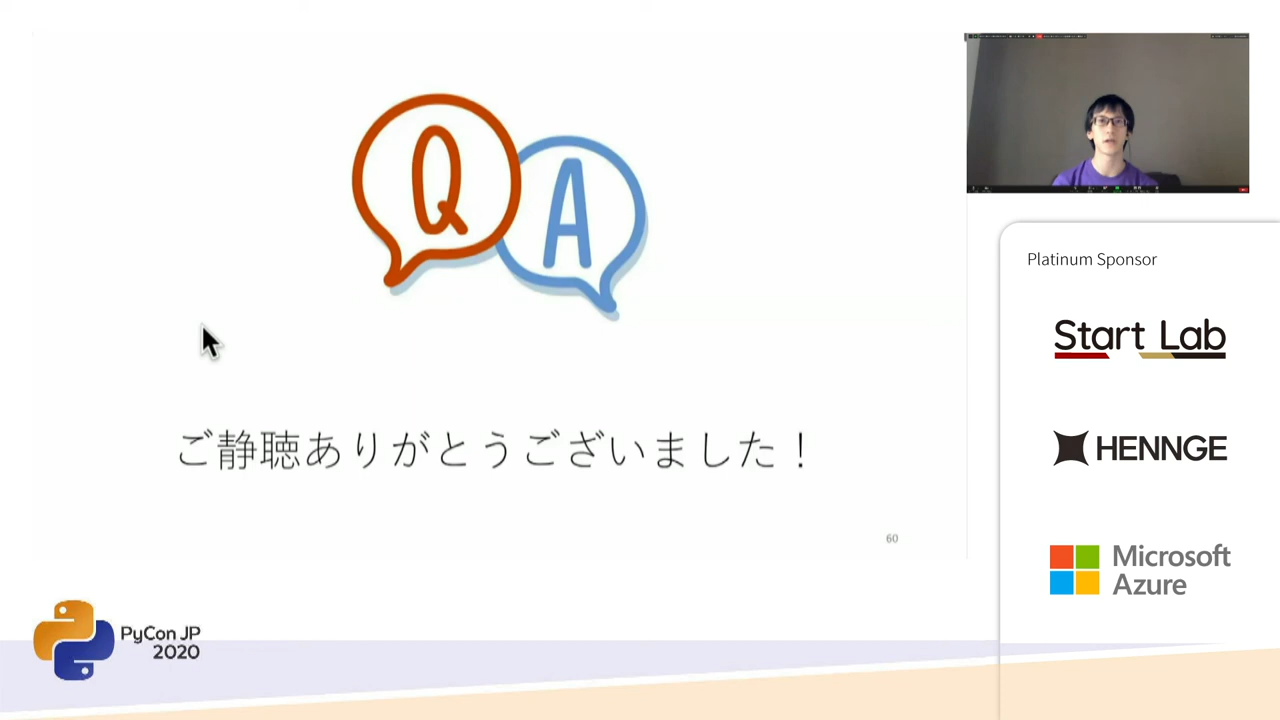 Q
A
ご静聴ありがとうございました！
60
Platinum Sponsor
Start Lab
HENNGE
Microsoft
Azure
PyCon JP
2020